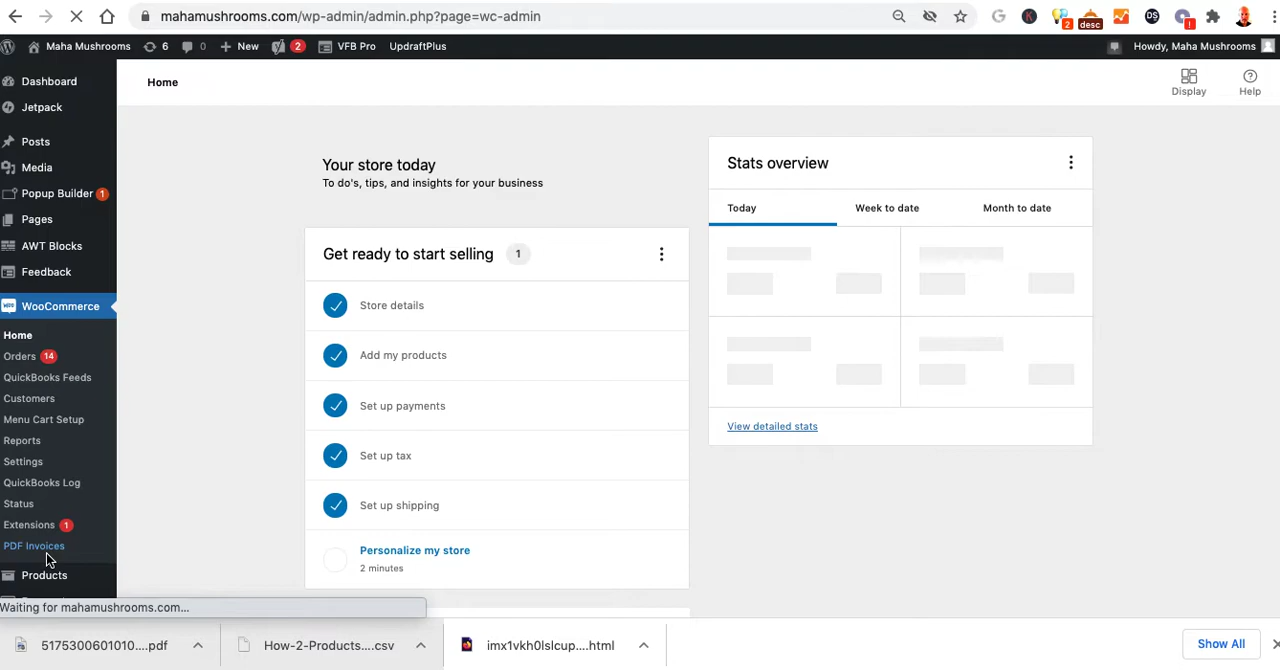 mahamushrooms.com/wp-admin/admin.php?page=wc-admin
2
desc
DS
!
Maha Mushrooms
6
0
New
2
VFB Pro
UpdraftPlus
Howdy, Maha Mushrooms
Dashboard
Jetpack
Posts
Media
Popup Builder 1
Pages
AWT Blocks
Feedback
WooCommerce
Home
Orders 14
QuickBooks Feeds
Customers
Menu Cart Setup
Reports
Settings
QuickBooks Log
Status
Extensions 1
PDF Invoices
Products
Home
Display
Help
Your store today
To do's, tips, and insights for your business
Get ready to start selling 1
Store details
Add my products
Set up payments
Set up tax
Set up shipping
Personalize my store
2 minutes
Stats overview
Today
Week to date
Month to date
View detailed stats
Waiting for mahamushrooms.com...
5175300601010....pdf
How-2-Products....csv
imx1vkh0lslcup....html
Show All